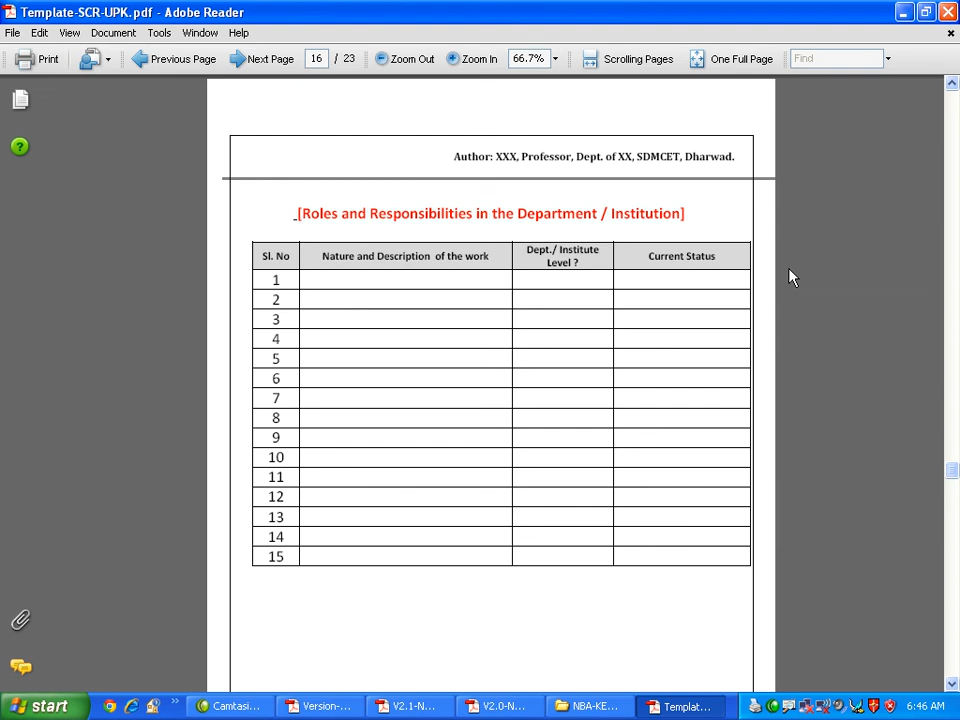 Template-SCR-UPK.pdf - Adobe Reader
File Edit View Document Tools Window Help
Print Previous Page Next Page 16 / 23 Zoom Out Zoom In 66.7% Scrolling Pages One Full Page Find
Author: XXX, Professor, Dept. of XX, SDMCET, Dharwad.
[Roles and Responsibilities in the Department / Institution]
Sl. No Nature and Description of the work Dept./ Institute Level ? Current Status
1
2
3
4
5
6
7
8
9
10
11
12
13
14
15
start Camtasi... Version-... V2.1-N... V2.0-N... NBA-KE... Templat... 6:46 AM